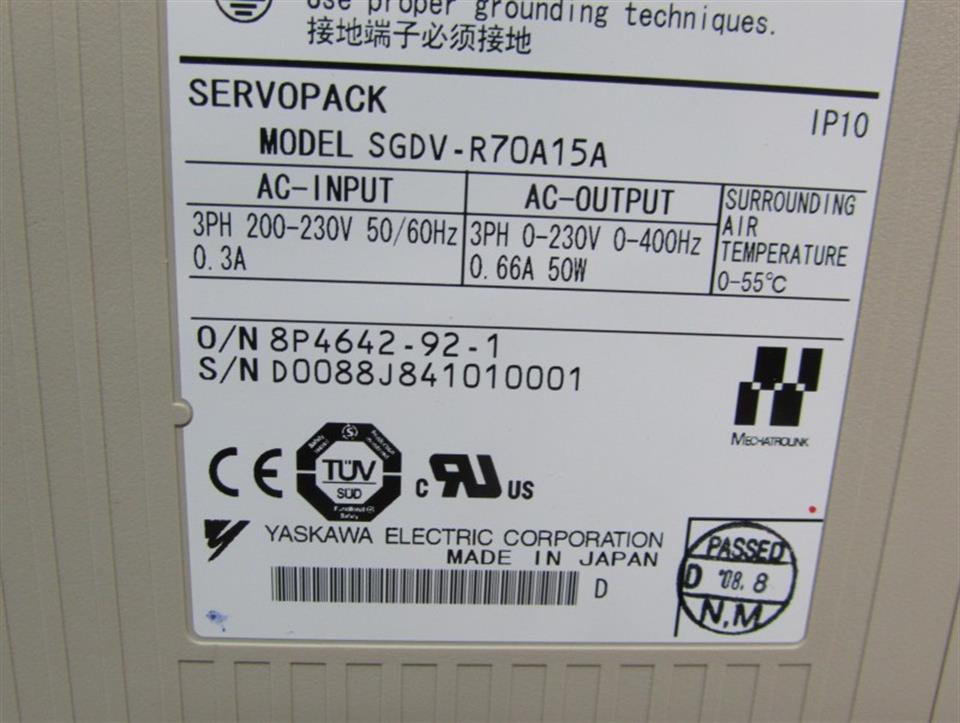 Use proper grounding techniques.
接地端子必须接地
SERVOPACK
IP10
MODEL SGDV-R70A15A
AC-INPUT
3PH 200-230V 50/60Hz
0.3A
AC-OUTPUT
3PH 0-230V 0-400Hz
0.66A 50W
SURROUNDING
AIR
TEMPERATURE
0-55℃
O/N 8P4642-92-1
S/N D0088J841010001
MECHATROLINK
CE
TÜV
SÜD
Functional
Safety
c RU US
YASKAWA ELECTRIC CORPORATION
MADE IN JAPAN
D
PASSED
D '08. 8
N.M